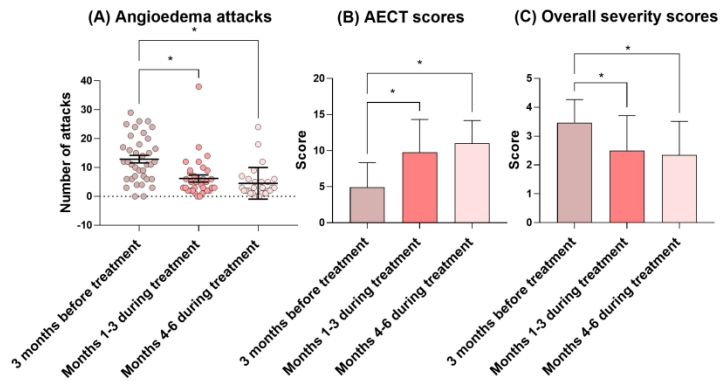 (A) Angioedema attacks
*
*
Number of attacks
40
30
20
10
0
-10
3 months before treatment
Months 1-3 during treatment
Months 4-6 during treatment
(B) AECT scores
*
*
Score
20
15
10
5
0
3 months before treatment
Months 1-3 during treatment
Months 4-6 during treatment
(C) Overall severity scores
*
*
Score
5
4
3
2
1
0
3 months before treatment
Months 1-3 during treatment
Months 4-6 during treatment